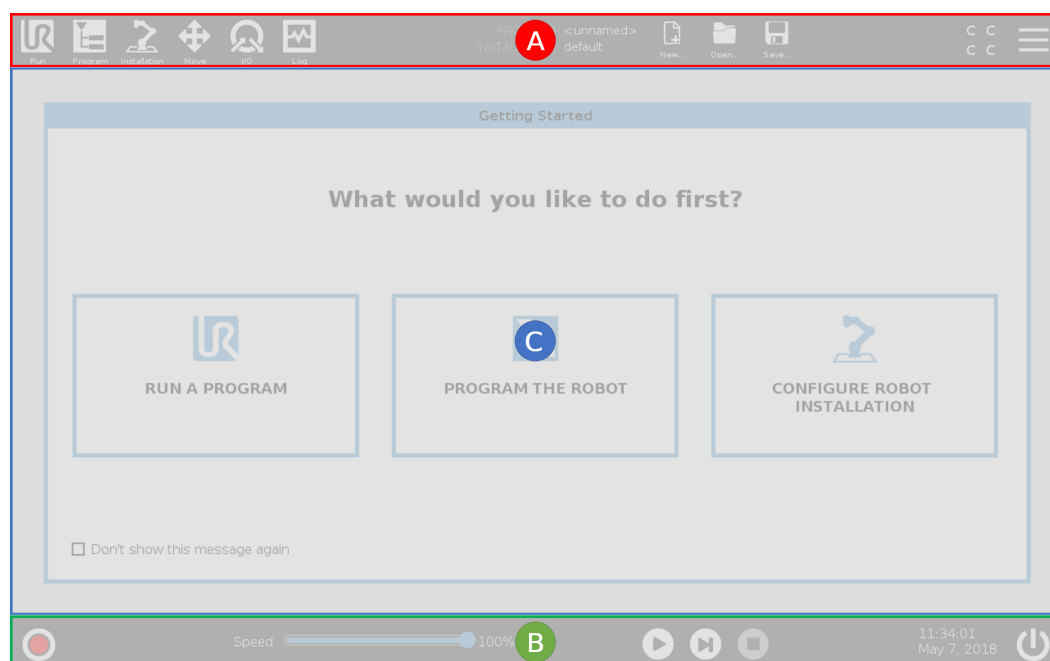 PR A <unnamed>
INSTAL default
C C
C C
Run Program Installation Move I/O Log New... Open... Save...
Getting Started
What would you like to do first?
C
RUN A PROGRAM
PROGRAM THE ROBOT
CONFIGURE ROBOT
INSTALLATION
Don't show this message again
Speed 100% B
11:34:01
May 7, 2018